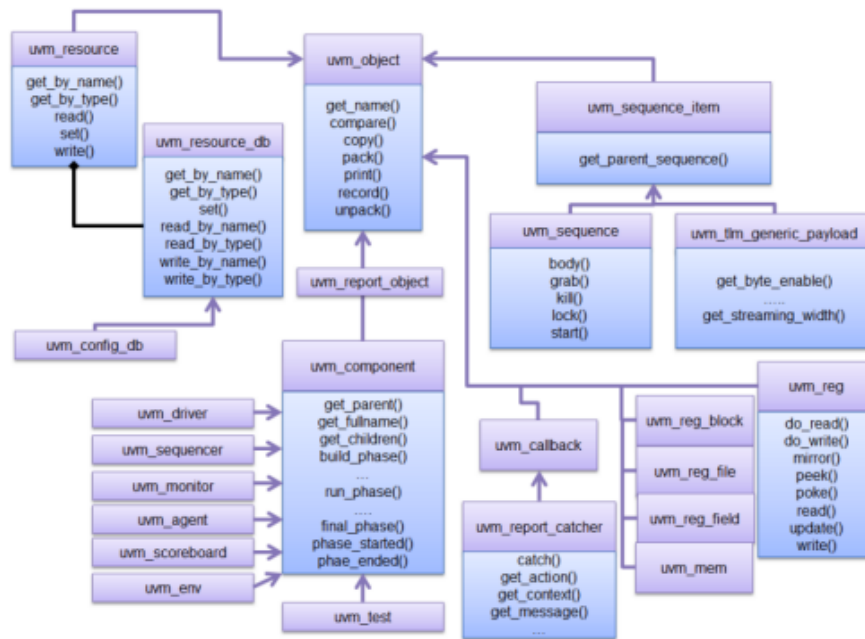 uvm_resource
get_by_name()
get_by_type()
read()
set()
write()
uvm_resource_db
get_by_name()
get_by_type()
set()
read_by_name()
read_by_type()
write_by_name()
write_by_type()
uvm_config_db
uvm_object
get_name()
compare()
copy()
pack()
print()
record()
unpack()
uvm_report_object
uvm_component
get_parent()
get_fullname()
get_children()
build_phase()
...
run_phase()
....
final_phase()
phase_started()
phae_ended()
uvm_driver
uvm_sequencer
uvm_monitor
uvm_agent
uvm_scoreboard
uvm_env
uvm_test
uvm_sequence_item
get_parent_sequence()
uvm_sequence
body()
grab()
kill()
lock()
start()
uvm_tlm_generic_payload
get_byte_enable()
.....
get_streaming_width()
uvm_callback
uvm_report_catcher
catch()
get_action()
get_context()
get_message()
...
uvm_reg_block
uvm_reg_file
uvm_reg_field
uvm_mem
uvm_reg
do_read()
do_write()
mirror()
peek()
poke()
read()
update()
write()